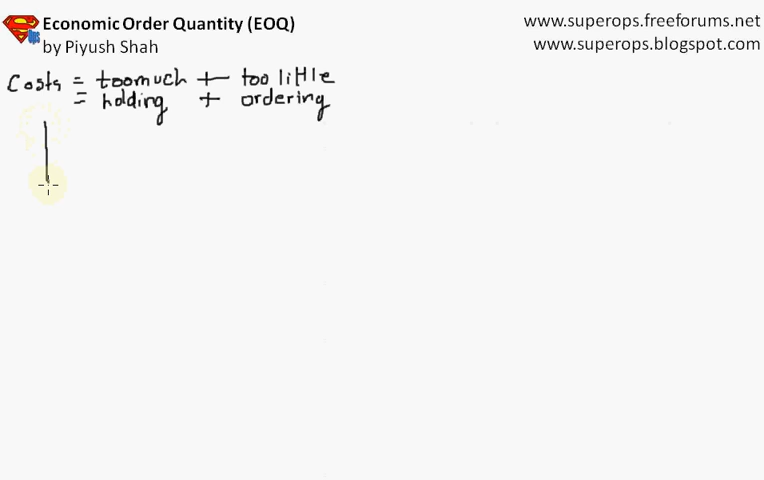 Economic Order Quantity (EOQ)
by Piyush Shah
www.superops.freeforums.net
www.superops.blogspot.com
Costs = toomuch + too little
= holding + ordering